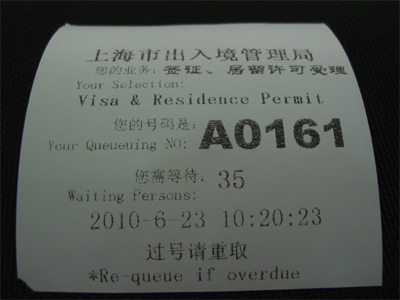 上海市出入境管理局
您的业务: 签证、居留许可受理
Your Selection:
Visa & Residence Permit
您的号码是:
Your Queueuing NO: A0161
您需等待: 35
Waiting Persons:
2010-6-23 10:20:23
过号请重取
*Re-queue if overdue